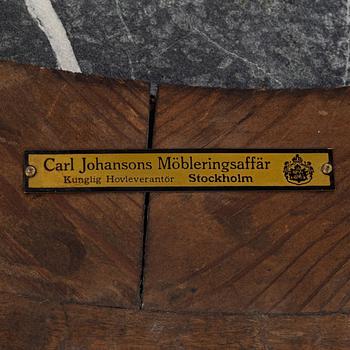 Carl Johansons Möbleringsaffär
Kunglig Hovleverantör Stockholm